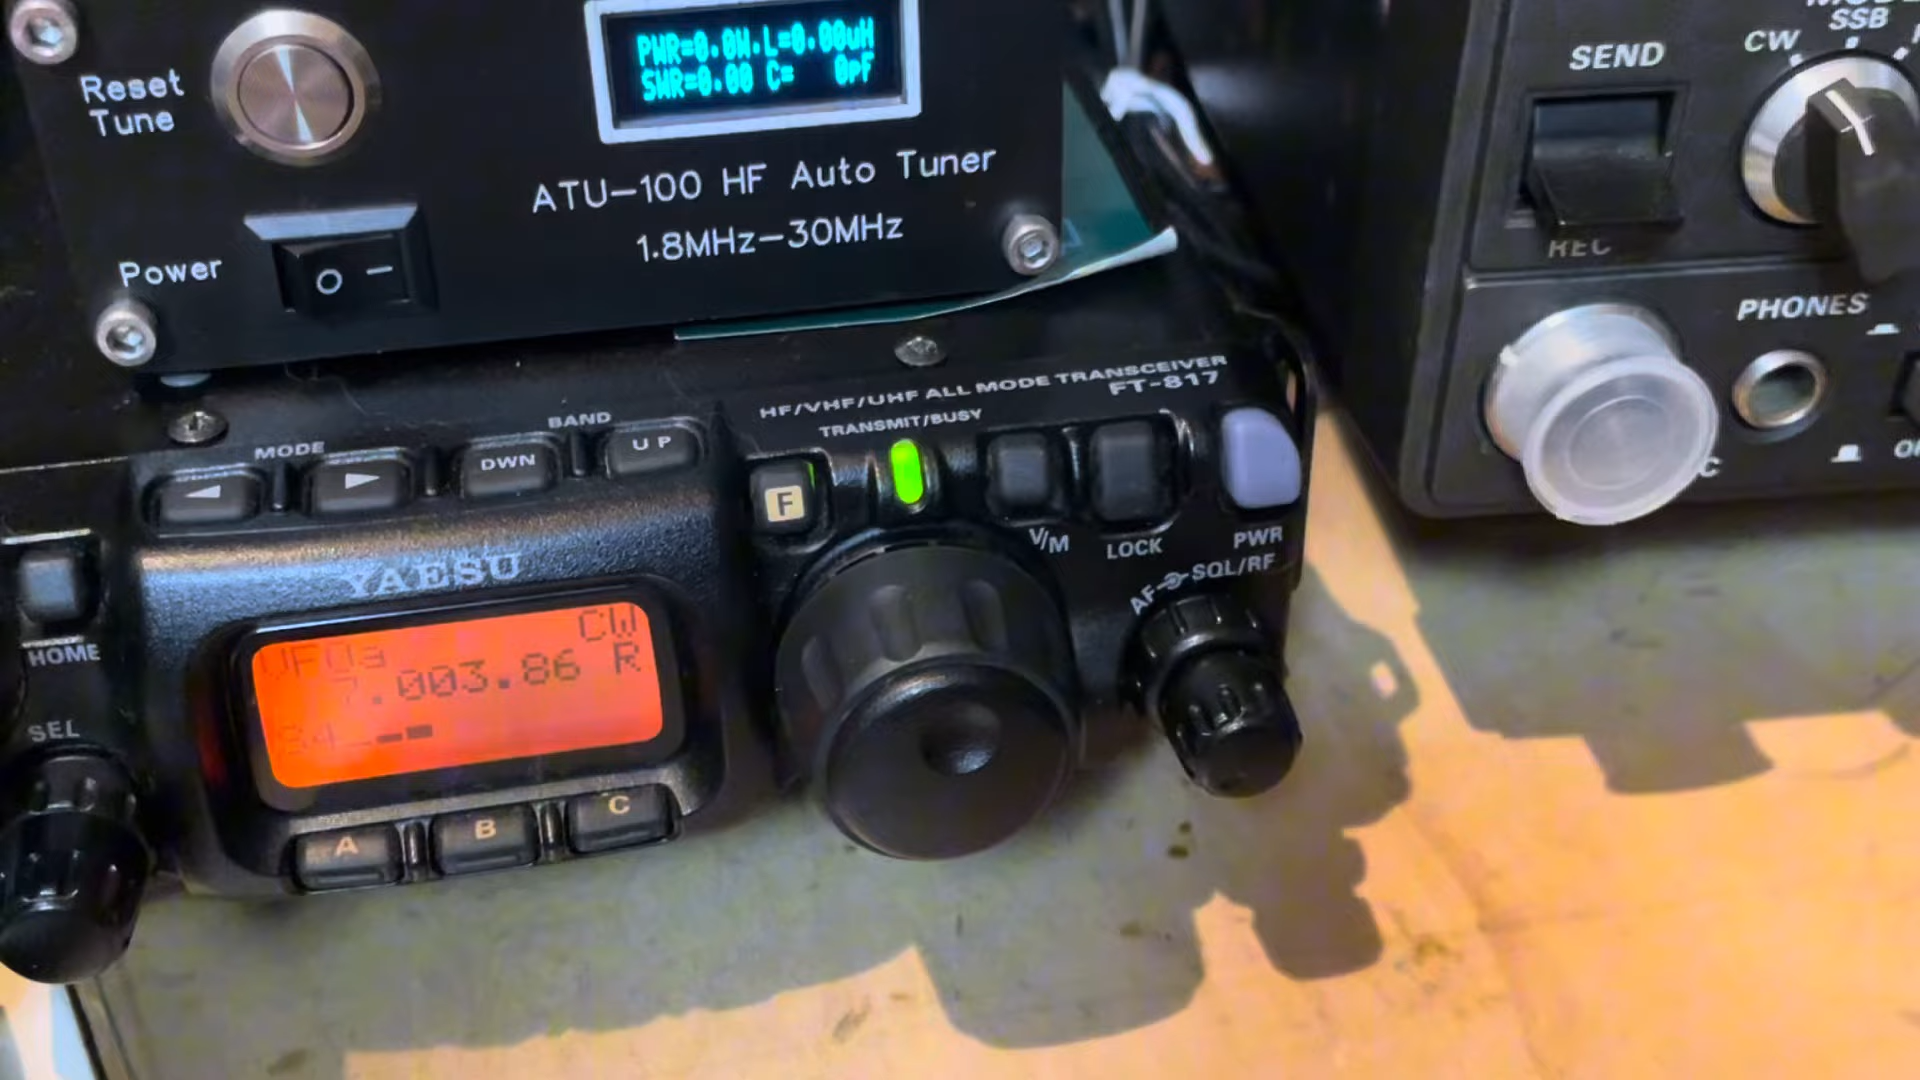 PWR=0.0W.L=0.00uH
SWR=0.00 C= 0pF
Reset
Tune
ATU-100 HF Auto Tuner
1.8MHz-30MHz
Power
O –
SEND
CW
SSB
REC
PHONES
HF/VHF/UHF ALL MODE TRANSCEIVER
FT-817
TRANSMIT/BUSY
MODE
BAND
DWN
UP
F
V/M
LOCK
PWR
AF
SQL/RF
YAESU
HOME
SEL
CW
VFOa
7.003.86 R
S4
A
B
C